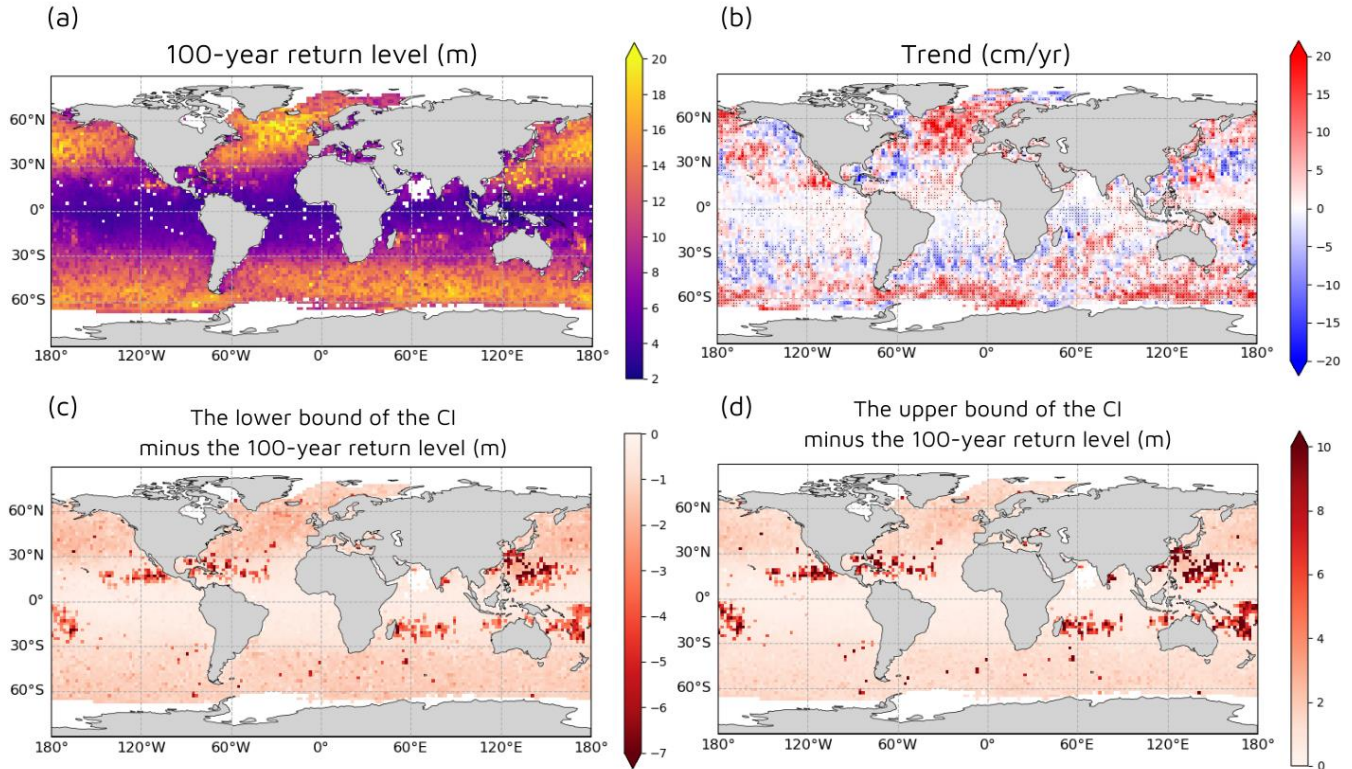 (a)
100-year return level (m)
60°N
30°N
0°
30°S
60°S
180° 120°W 60°W 0° 60°E 120°E 180°
20
18
16
14
12
10
8
6
4
2
(b)
Trend (cm/yr)
60°N
30°N
0°
30°S
60°S
180° 120°W 60°W 0° 60°E 120°E 180°
20
15
10
5
0
−5
−10
−15
−20
(c)
The lower bound of the CI
minus the 100-year return level (m)
60°N
30°N
0°
30°S
60°S
180° 120°W 60°W 0° 60°E 120°E 180°
0
−1
−2
−3
−4
−5
−6
−7
(d)
The upper bound of the CI
minus the 100-year return level (m)
60°N
30°N
0°
30°S
60°S
180° 120°W 60°W 0° 60°E 120°E 180°
10
8
6
4
2
0